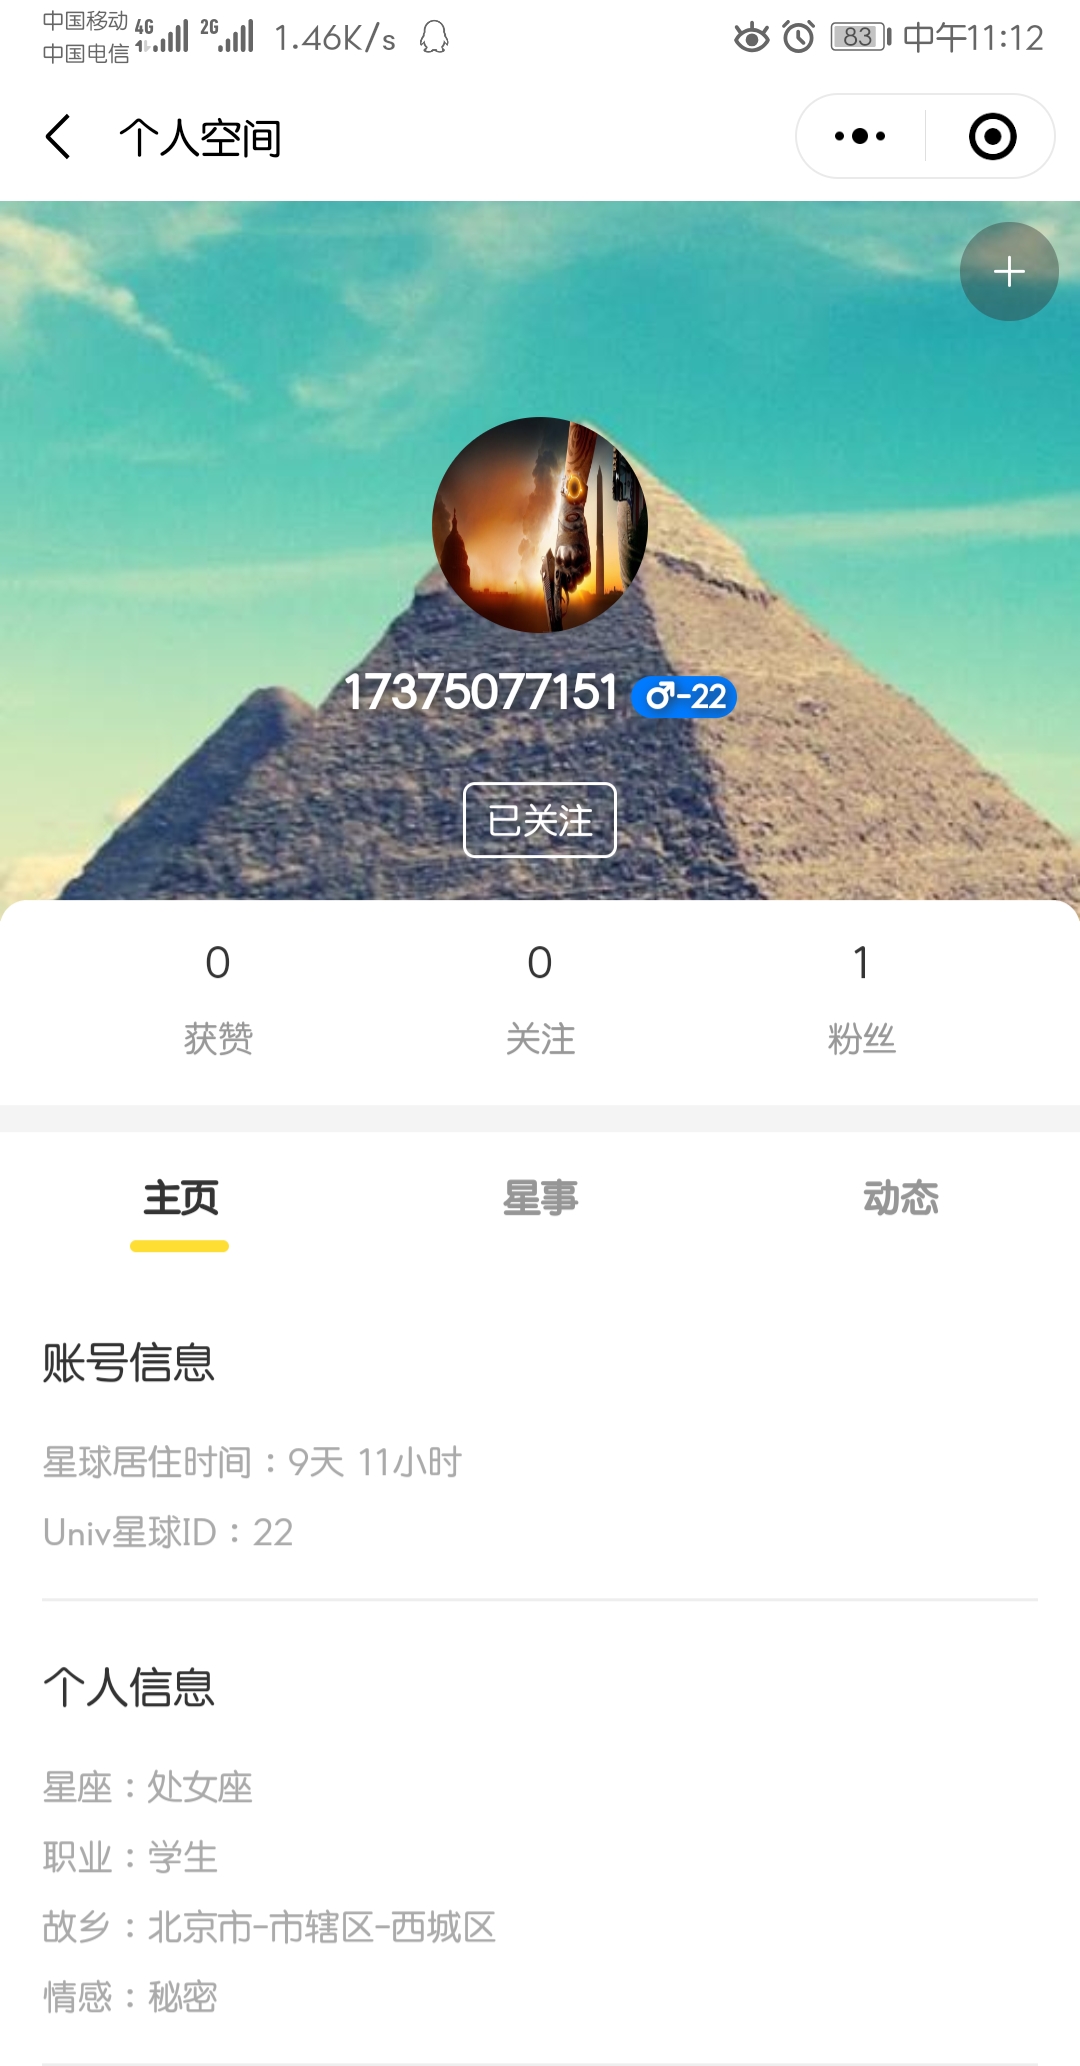 中国移动 4G 2G 1.46K/s 83 中午11:12
中国电信
个人空间
17375077151 ♂-22
已关注
0 0 1
获赞 关注 粉丝
主页 星事 动态
账号信息
星球居住时间：9天 11小时
Univ星球ID：22
个人信息
星座：处女座
职业：学生
故乡：北京市-市辖区-西城区
情感：秘密